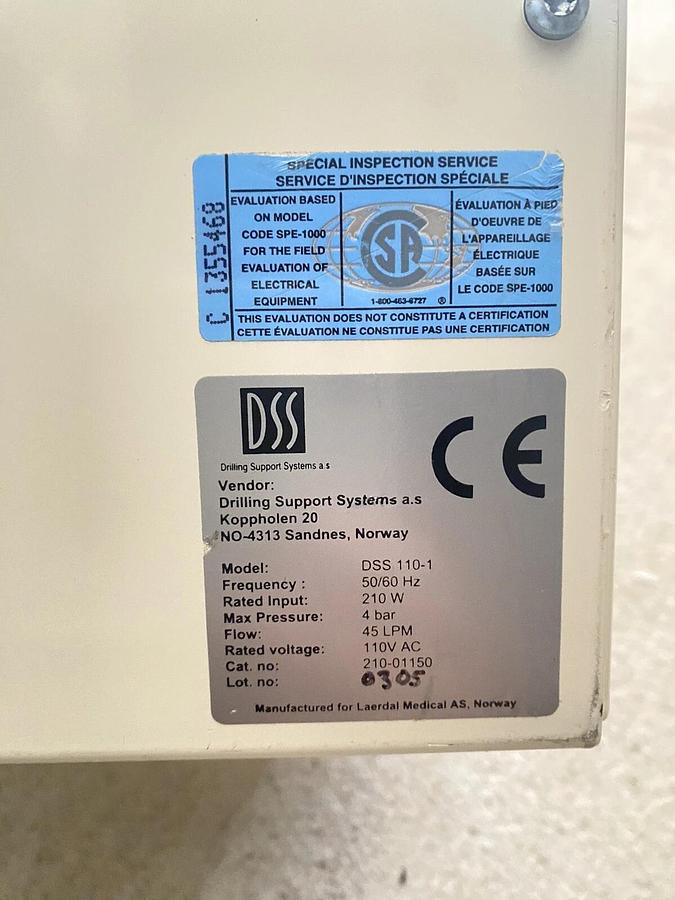 SPECIAL INSPECTION SERVICE
SERVICE D'INSPECTION SPÉCIALE
C 1355468
EVALUATION BASED
ON MODEL
CODE SPE-1000
FOR THE FIELD
EVALUATION OF
ELECTRICAL
EQUIPMENT
CSA
1-800-463-6727 ®
ÉVALUATION À PIED
D'OEUVRE DE
L'APPAREILLAGE
ÉLECTRIQUE
BASÉE SUR
LE CODE SPE-1000
THIS EVALUATION DOES NOT CONSTITUTE A CERTIFICATION
CETTE ÉVALUATION NE CONSTITUE PAS UNE CERTIFICATION
DSS
Drilling Support Systems a.s
CE
Vendor:
Drilling Support Systems a.s
Koppholen 20
NO-4313 Sandnes, Norway
Model: DSS 110-1
Frequency : 50/60 Hz
Rated Input: 210 W
Max Pressure: 4 bar
Flow: 45 LPM
Rated voltage: 110V AC
Cat. no: 210-01150
Lot. no: 0305
Manufactured for Laerdal Medical AS, Norway